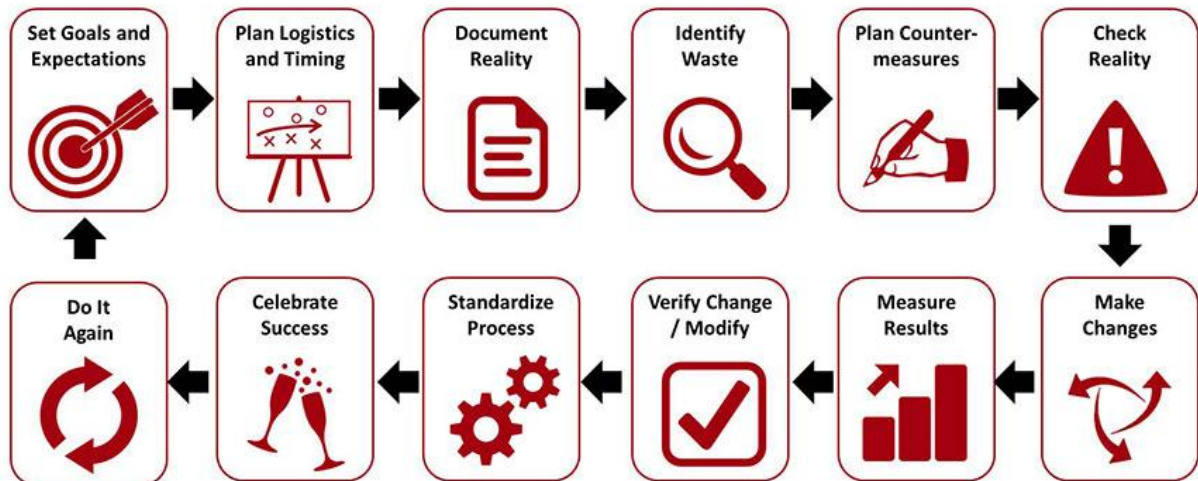 Set Goals and
Expectations
Plan Logistics
and Timing
Document
Reality
Identify
Waste
Plan Counter-
measures
Check
Reality
Make
Changes
Measure
Results
Verify Change
/ Modify
Standardize
Process
Celebrate
Success
Do It
Again